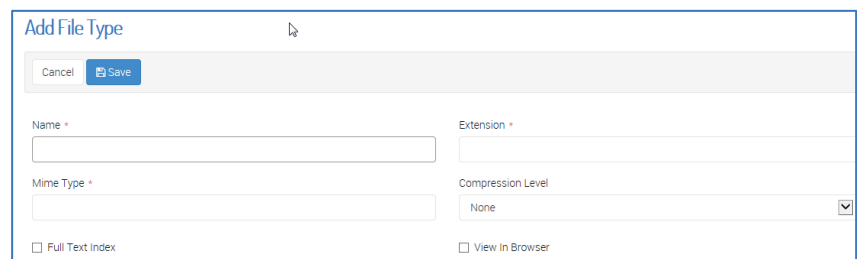 Add File Type
Cancel Save
Name * Extension *
Mime Type * Compression Level
None
Full Text Index View In Browser